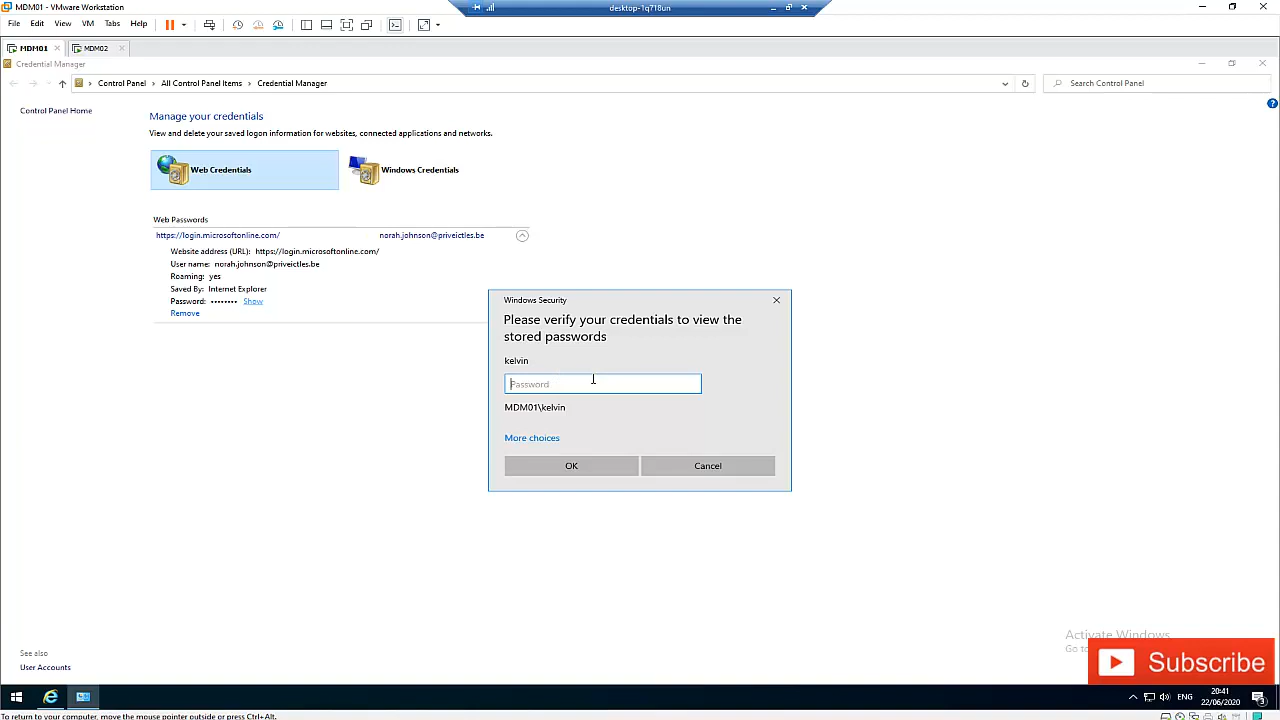 MDM01 - VMware Workstation
desktop-1q718un
File Edit View VM Tabs Help
MDM01 MDM02
Credential Manager
Control Panel All Control Panel Items Credential Manager
Search Control Panel
Control Panel Home
Manage your credentials
View and delete your saved logon information for websites, connected applications and networks.
Web Credentials
Windows Credentials
Web Passwords
https://login.microsoftonline.com/ norah.johnson@priveictles.be
Website address (URL): https://login.microsoftonline.com/
User name: norah.johnson@priveictles.be
Roaming: yes
Saved By: Internet Explorer
Password: •••••••• Show
Remove
Windows Security
Please verify your credentials to view the
stored passwords
kelvin
Password
MDM01\kelvin
More choices
OK Cancel
Activate Windows
Go to
Subscribe
See also
User Accounts
ENG
20:41
22/06/2020
3
To return to your computer, move the mouse pointer outside or press Ctrl+Alt.